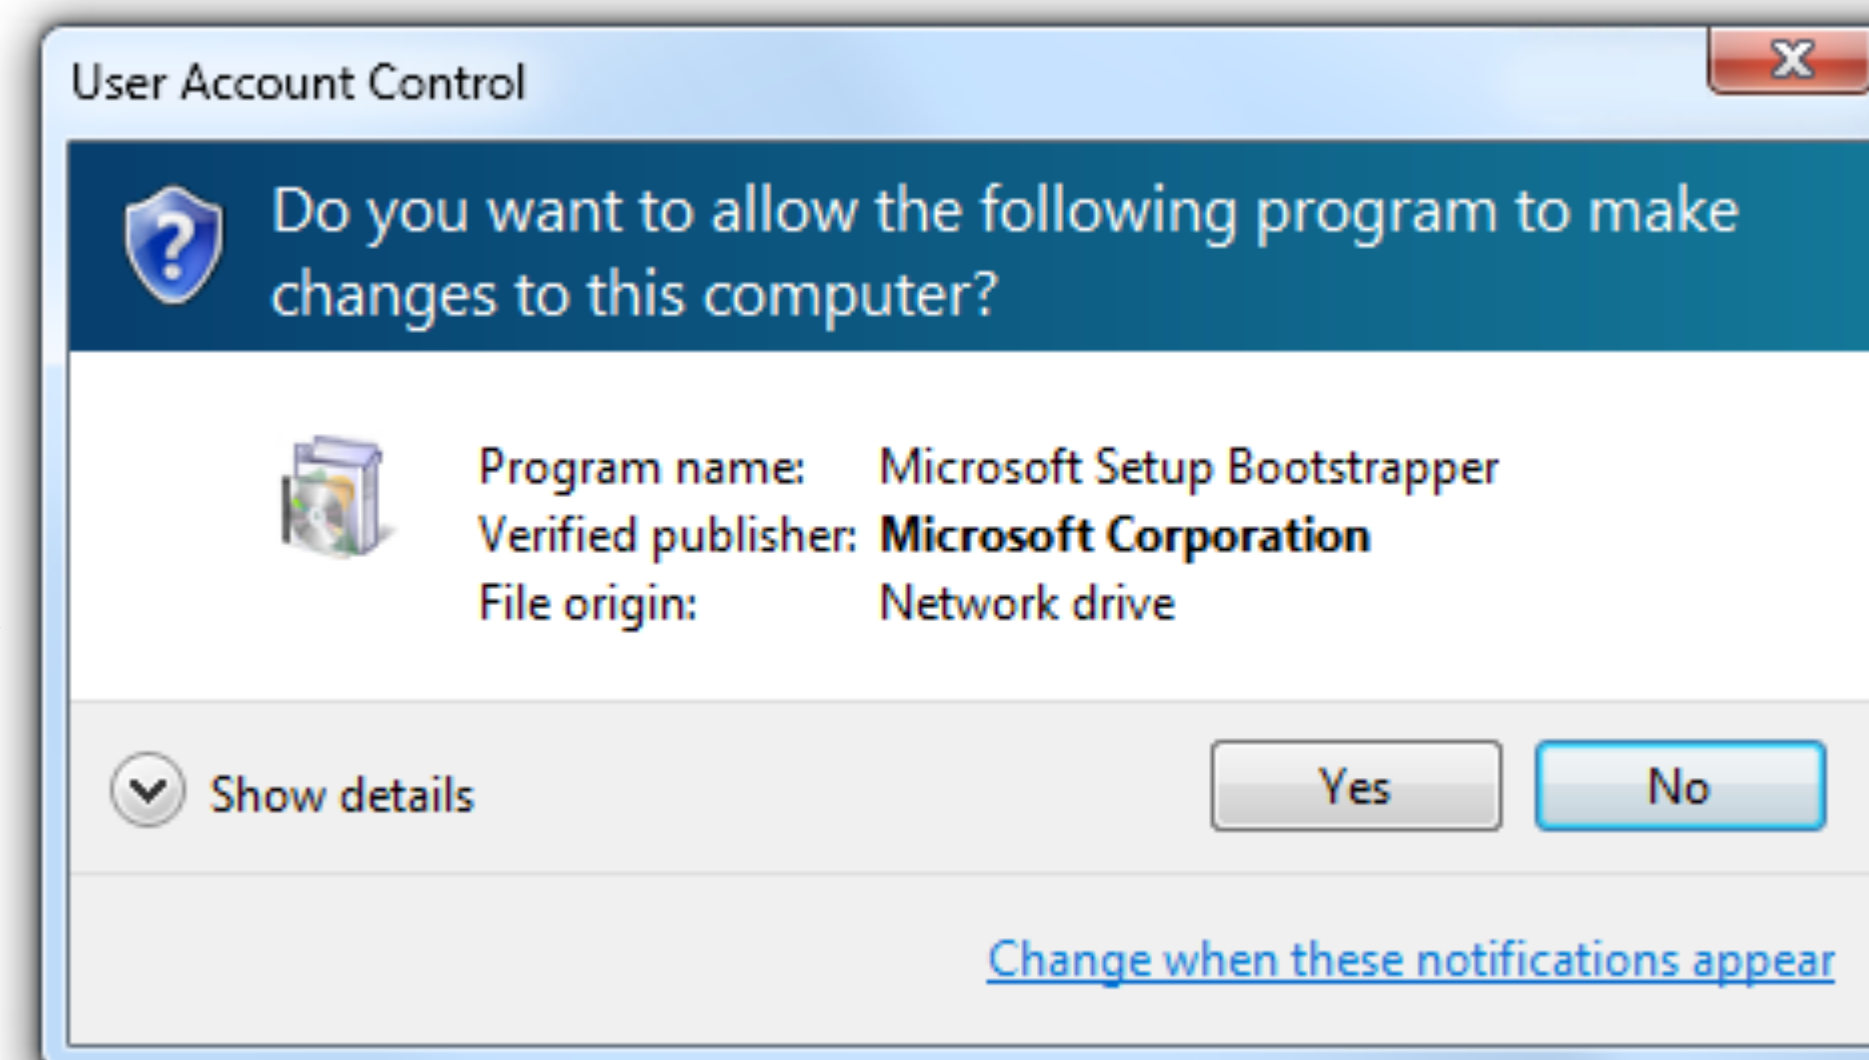 User Account Control
Do you want to allow the following program to make
changes to this computer?
Program name: Microsoft Setup Bootstrapper
Verified publisher: Microsoft Corporation
File origin: Network drive
Show details
Yes
No
Change when these notifications appear